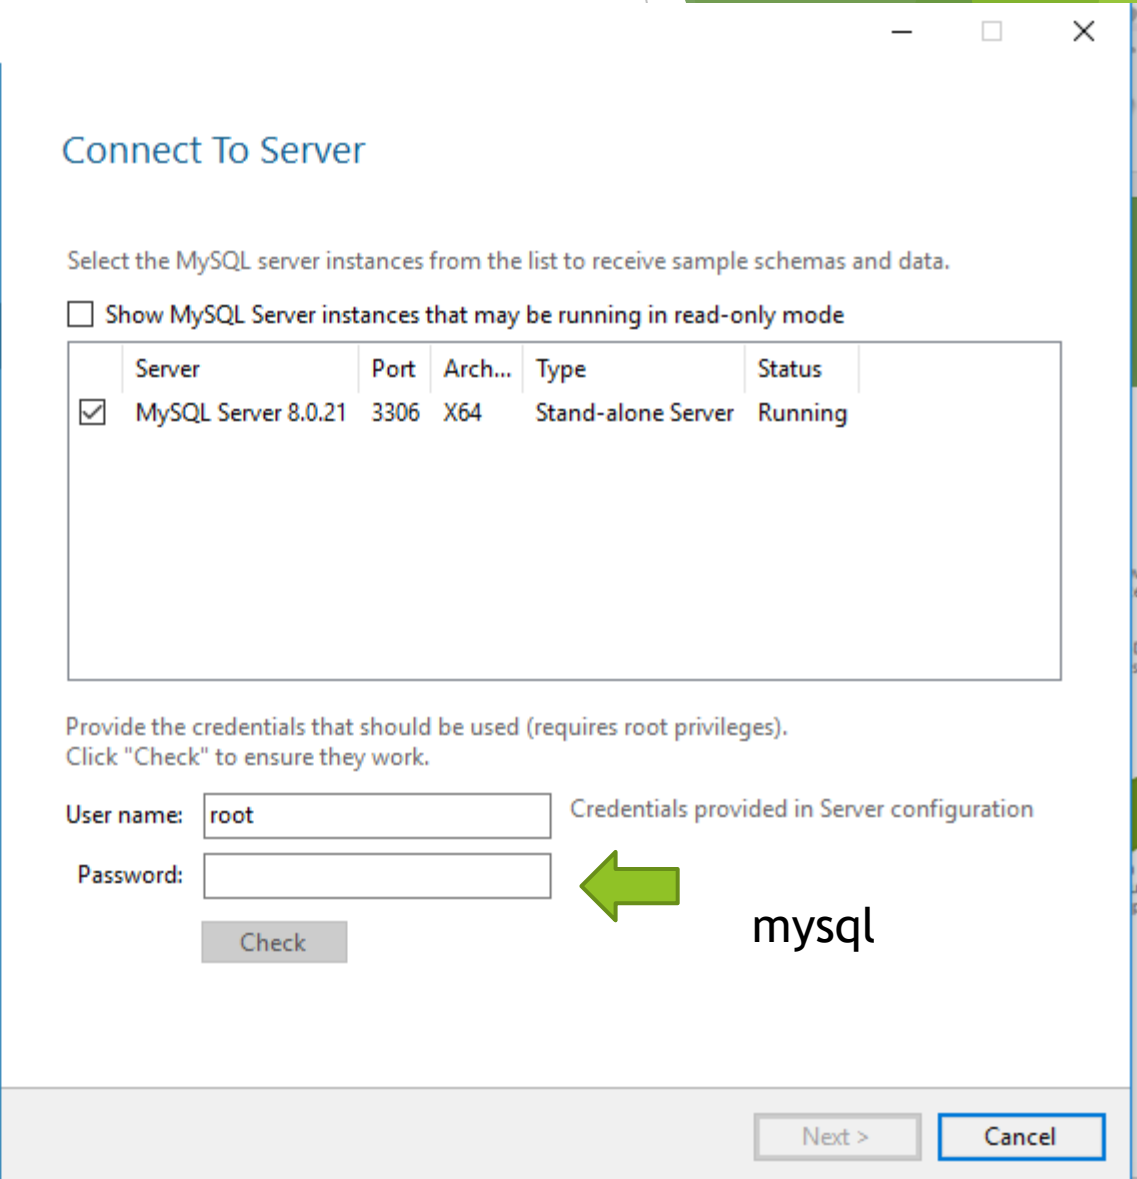 Connect To Server
Select the MySQL server instances from the list to receive sample schemas and data.
Show MySQL Server instances that may be running in read-only mode
Server Port Arch... Type Status
MySQL Server 8.0.21 3306 X64 Stand-alone Server Running
Provide the credentials that should be used (requires root privileges).
Click "Check" to ensure they work.
User name: root Credentials provided in Server configuration
Password:
mysql
Check
Next > Cancel